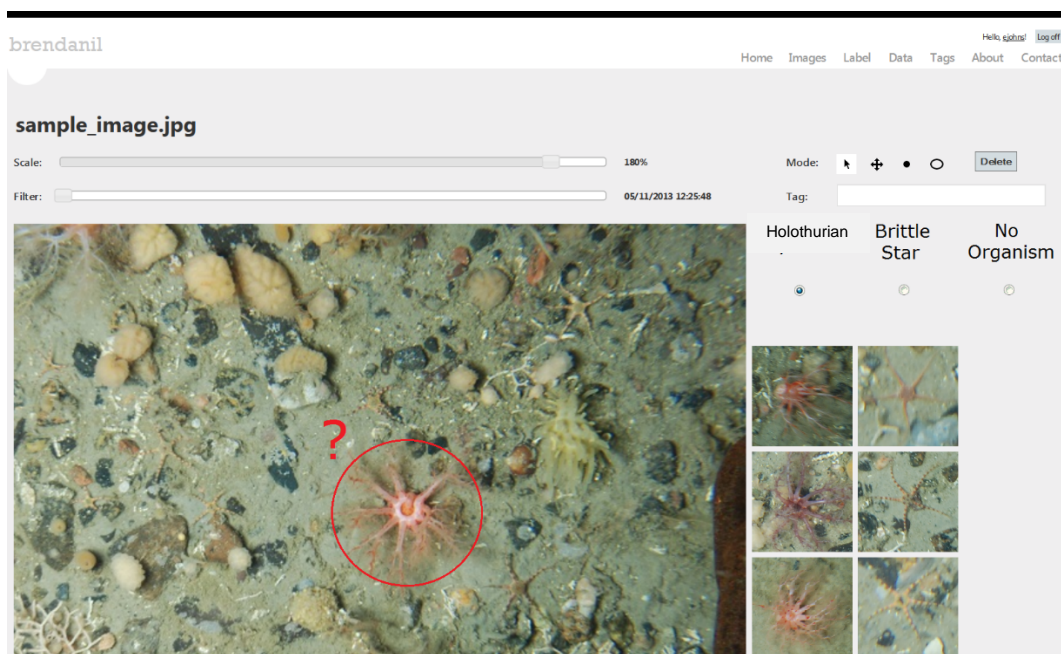 brendanil
Hello, ejohns! Log off
Home Images Label Data Tags About Contact
sample_image.jpg
Scale: 180% Mode: Delete
Filter: 05/11/2013 12:25:48 Tag:
Holothurian Brittle Star No Organism
?